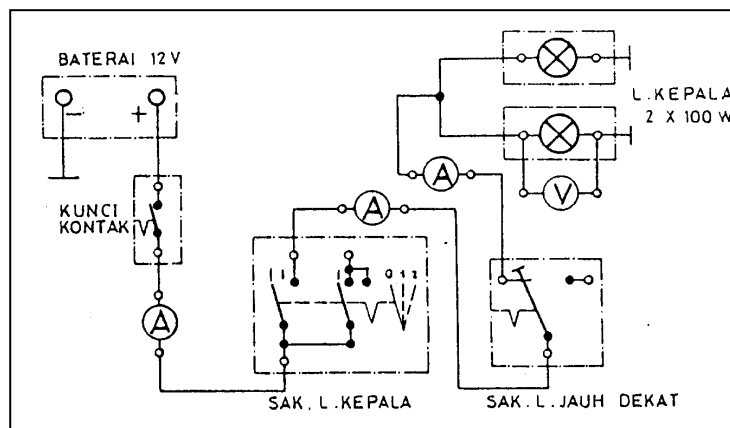 BATERAI 12 V
- +
KUNCI
KONTAK
A
SAK. L. KEPALA
0 1 2
A
A
L. KEPALA
2 X 100 W
V
SAK. L. JAUH DEKAT